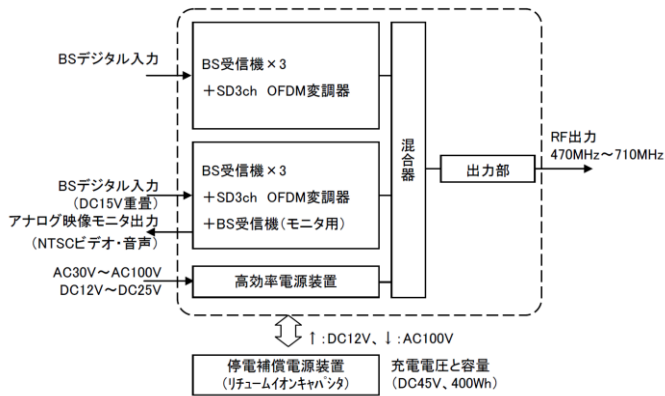 BSデジタル入力
BS受信機×3
＋SD3ch OFDM変調器
混合器
RF出力
470MHz～710MHz
出力部
BSデジタル入力
(DC15V重畳)
アナログ映像モニタ出力
(NTSCビデオ・音声)
BS受信機×3
＋SD3ch OFDM変調器
＋BS受信機(モニタ用)
AC30V～AC100V
DC12V～DC25V
高効率電源装置
↑:DC12V、↓:AC100V
停電補償電源装置
(リチュームイオンキャパシタ)
充電電圧と容量
(DC45V、400Wh)